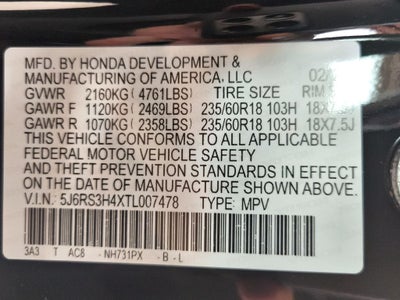 MFD. BY HONDA DEVELOPMENT &
MANUFACTURING OF AMERICA, LLC 02/
GVWR 2160KG (4761LBS) TIRE SIZE RIM
GAWR F 1120KG (2469LBS) 235/60R18 103H
GAWR R 1070KG (2358LBS) 235/60R18 103H 18X7.5J
THIS VEHICLE CONFORMS TO ALL APPLICABLE
FEDERAL MOTOR VEHICLE SAFETY
AND THEFT PREVENTION STANDARDS IN EFFECT
ON THE DATE OF MANUFACTURE SHOWN ABOVE.
V.I.N. 5J6RS3H4XTL007478 TYPE: MPV
3A3 T AC8 NH731PX - B - L